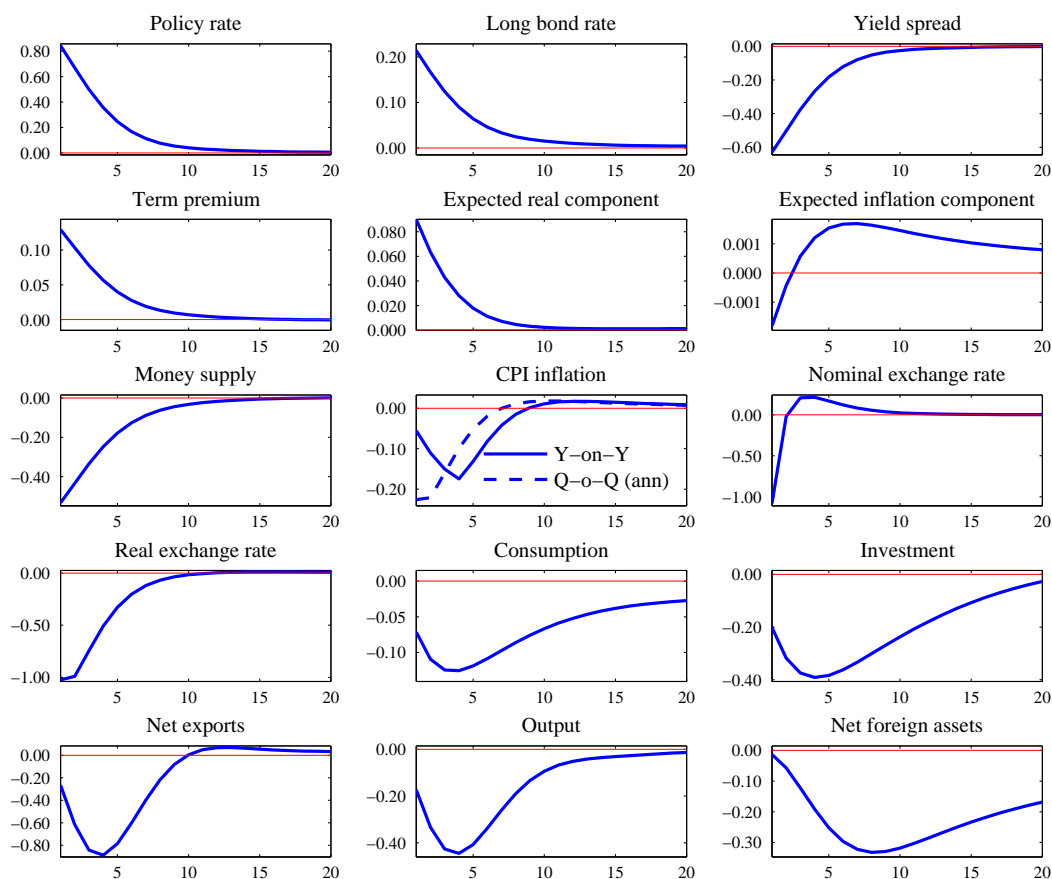 Policy rate
0.80
0.60
0.40
0.20
0.00
5 10 15 20
Long bond rate
0.20
0.10
0.00
5 10 15 20
Yield spread
0.00
−0.20
−0.40
−0.60
5 10 15 20
Term premium
0.10
0.05
0.00
5 10 15 20
Expected real component
0.080
0.060
0.040
0.020
0.000
5 10 15 20
Expected inflation component
0.001
0.000
−0.001
5 10 15 20
Money supply
0.00
−0.20
−0.40
5 10 15 20
CPI inflation
0.00
−0.10
−0.20
Y−on−Y
Q−o−Q (ann)
5 10 15 20
Nominal exchange rate
0.00
−0.50
−1.00
5 10 15 20
Real exchange rate
0.00
−0.50
−1.00
5 10 15 20
Consumption
0.00
−0.05
−0.10
5 10 15 20
Investment
0.00
−0.20
−0.40
5 10 15 20
Net exports
0.00
−0.20
−0.40
−0.60
−0.80
5 10 15 20
Output
0.00
−0.20
−0.40
5 10 15 20
Net foreign assets
0.00
−0.10
−0.20
−0.30
5 10 15 20